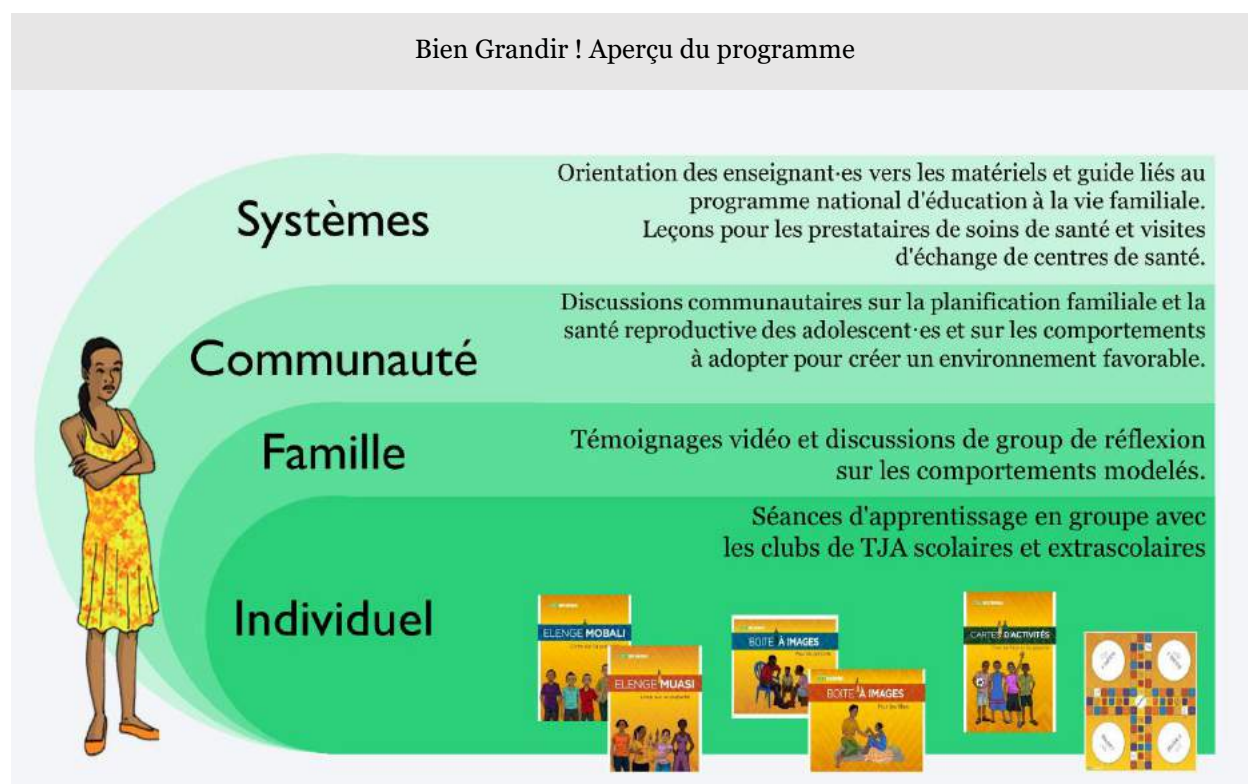 Bien Grandir ! Aperçu du programme
Systèmes
Orientation des enseignant·es vers les matériels et guide liés au
programme national d'éducation à la vie familiale.
Leçons pour les prestataires de soins de santé et visites
d'échange de centres de santé.
Communauté
Discussions communautaires sur la planification familiale et la
santé reproductive des adolescent·es et sur les comportements
à adopter pour créer un environnement favorable.
Famille
Témoignages vidéo et discussions de group de réflexion
sur les comportements modelés.
Individuel
Séances d'apprentissage en groupe avec
les clubs de TJA scolaires et extrascolaires
ELENGE MOBALI
ELENGE MUASI
BOITE À IMAGES
BOITE À IMAGES
CARTES D'ACTIVITÉS